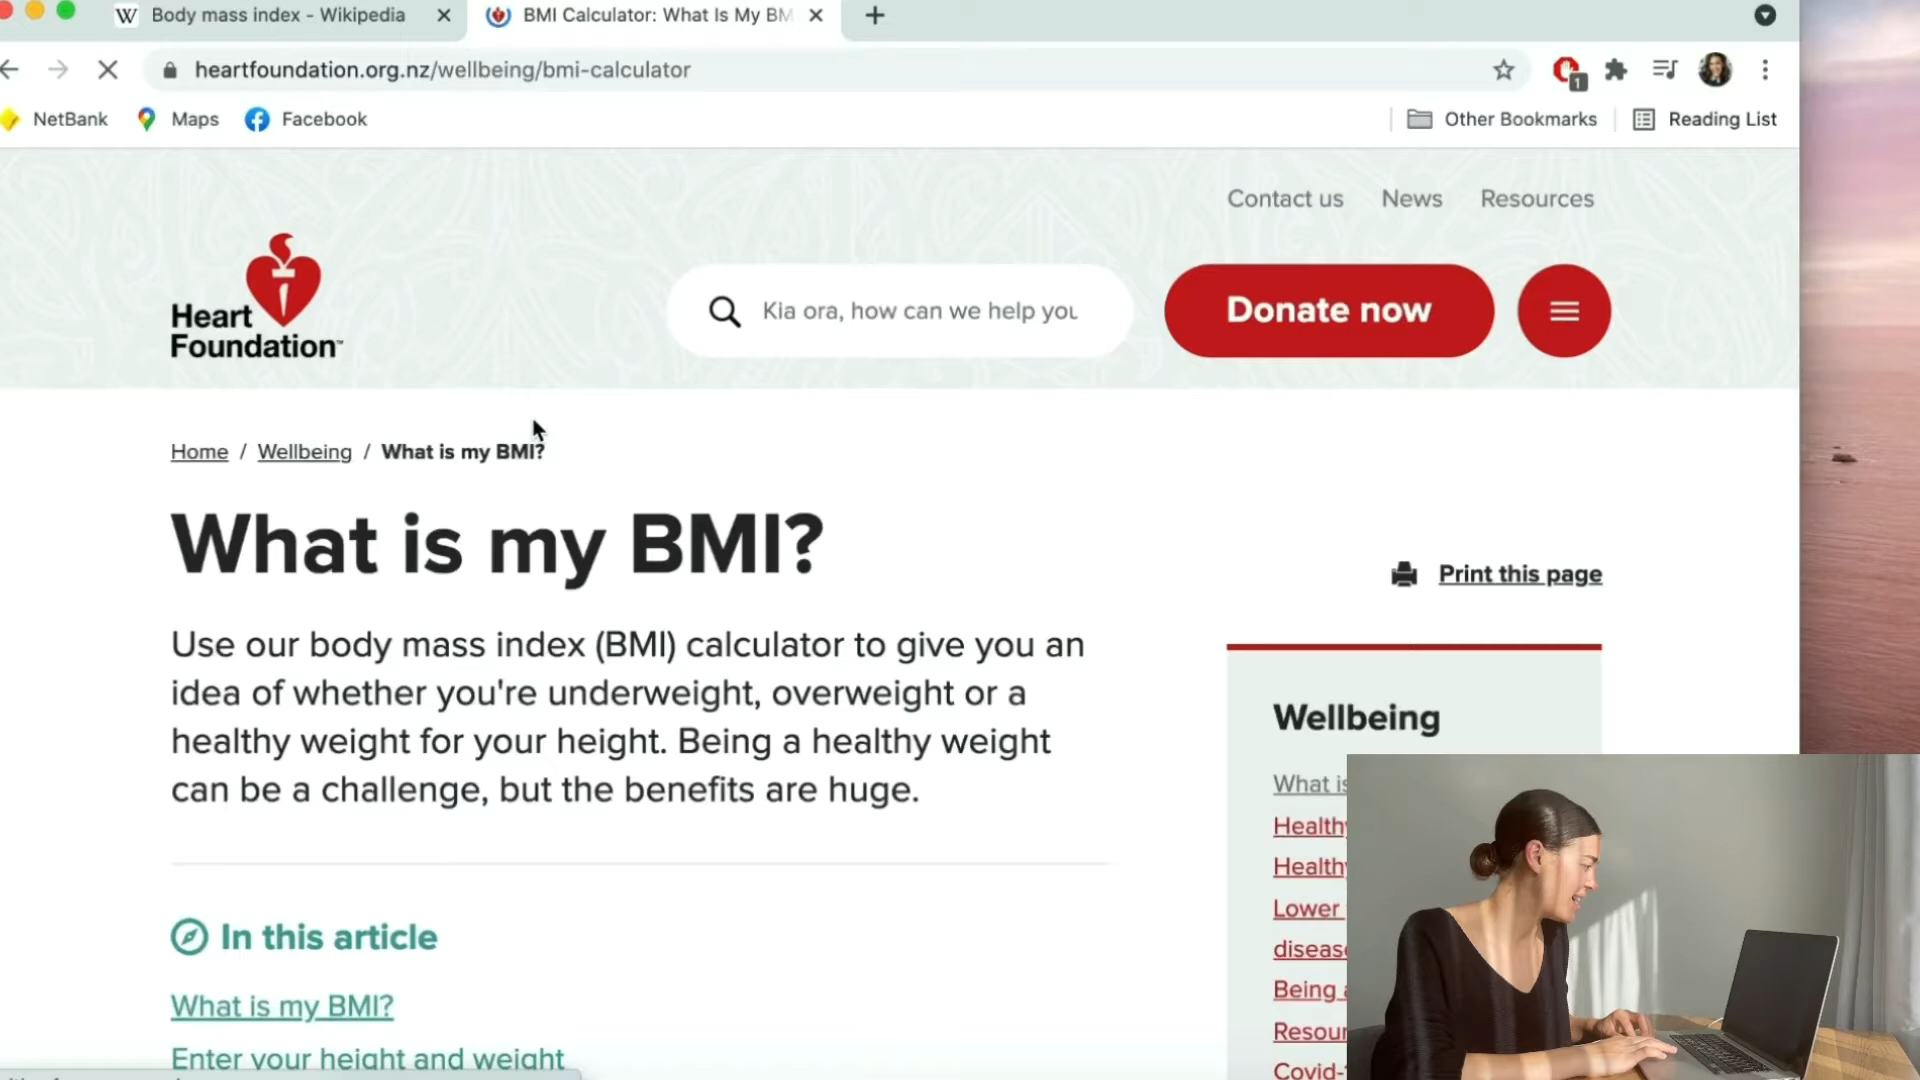 W Body mass index - Wikipedia
BMI Calculator: What Is My BM
heartfoundation.org.nz/wellbeing/bmi-calculator
1
NetBank Maps Facebook
Other Bookmarks Reading List
Contact us News Resources
Heart
Foundation™
Kia ora, how can we help you
Donate now
Home / Wellbeing / What is my BMI?
What is my BMI?
Print this page
Use our body mass index (BMI) calculator to give you an
idea of whether you're underweight, overweight or a
healthy weight for your height. Being a healthy weight
can be a challenge, but the benefits are huge.
Wellbeing
What is
Healthy
Healthy
Lower
disease
Being a
Resour
Covid-
In this article
What is my BMI?
Enter your height and weight